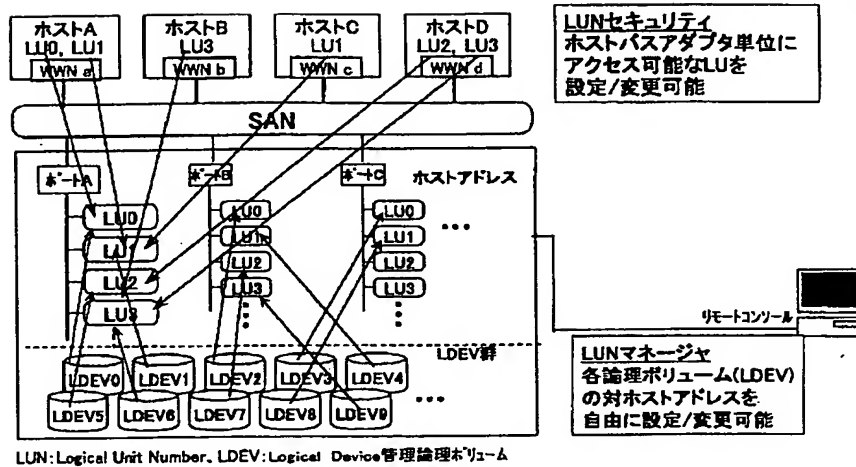 ホストA
LU0, LU1
WWN a
ホストB
LU3
WWN b
ホストC
LU1
WWN c
ホストD
LU2, LU3
WWN d
LUNセキュリティ
ホストバスアダプタ単位に
アクセス可能なLUを
設定/変更可能
SAN
ポートA
ポートB
ポートC
ホストアドレス
LU0
LU1
LU2
LU3
LU0
LU1
LU2
LU3
LU0
LU1
LU2
LU3
リモートコンソール
LDEV群
LDEV0
LDEV1
LDEV2
LDEV3
LDEV4
LDEV5
LDEV6
LDEV7
LDEV8
LDEV9
LUNマネージャ
各論理ボリューム(LDEV)
の対ホストアドレスを
自由に設定/変更可能
LUN:Logical Unit Number、LDEV:Logical Device管理論理ボリューム